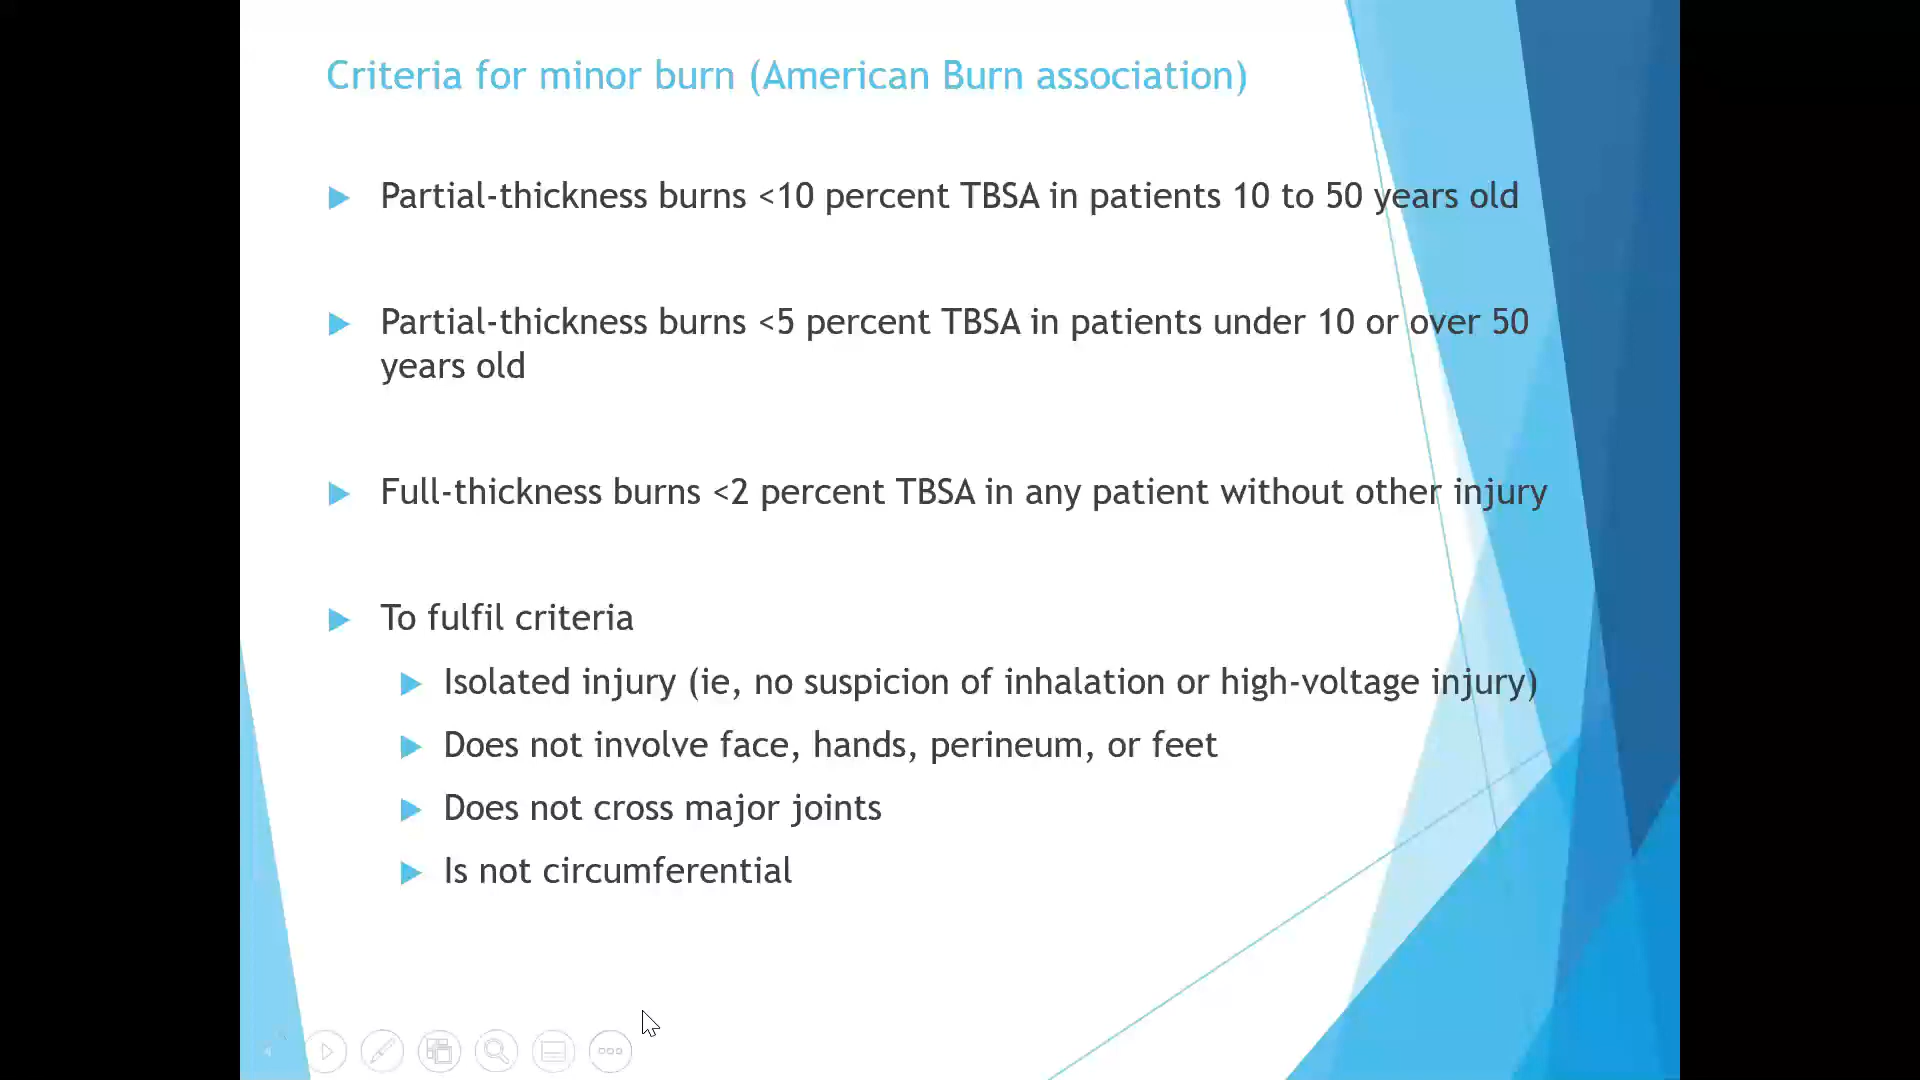 Criteria for minor burn (American Burn association)
Partial-thickness burns <10 percent TBSA in patients 10 to 50 years old
Partial-thickness burns <5 percent TBSA in patients under 10 or over 50
years old
Full-thickness burns <2 percent TBSA in any patient without other injury
To fulfil criteria
Isolated injury (ie, no suspicion of inhalation or high-voltage injury)
Does not involve face, hands, perineum, or feet
Does not cross major joints
Is not circumferential